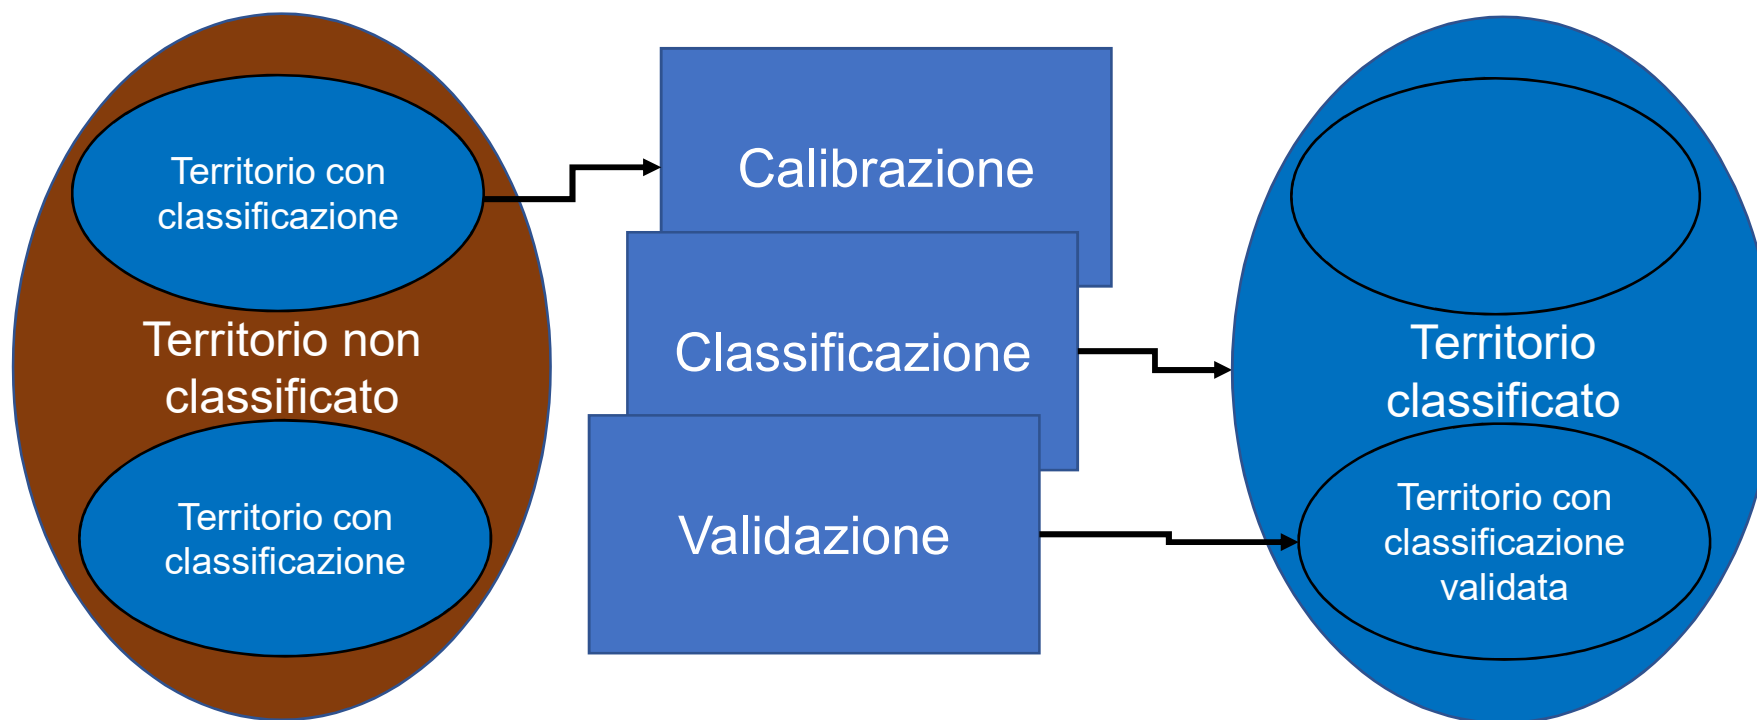 Territorio con
classificazione
Territorio non
classificato
Territorio con
classificazione
Calibrazione
Classificazione
Validazione
Territorio
classificato
Territorio con
classificazione
validata